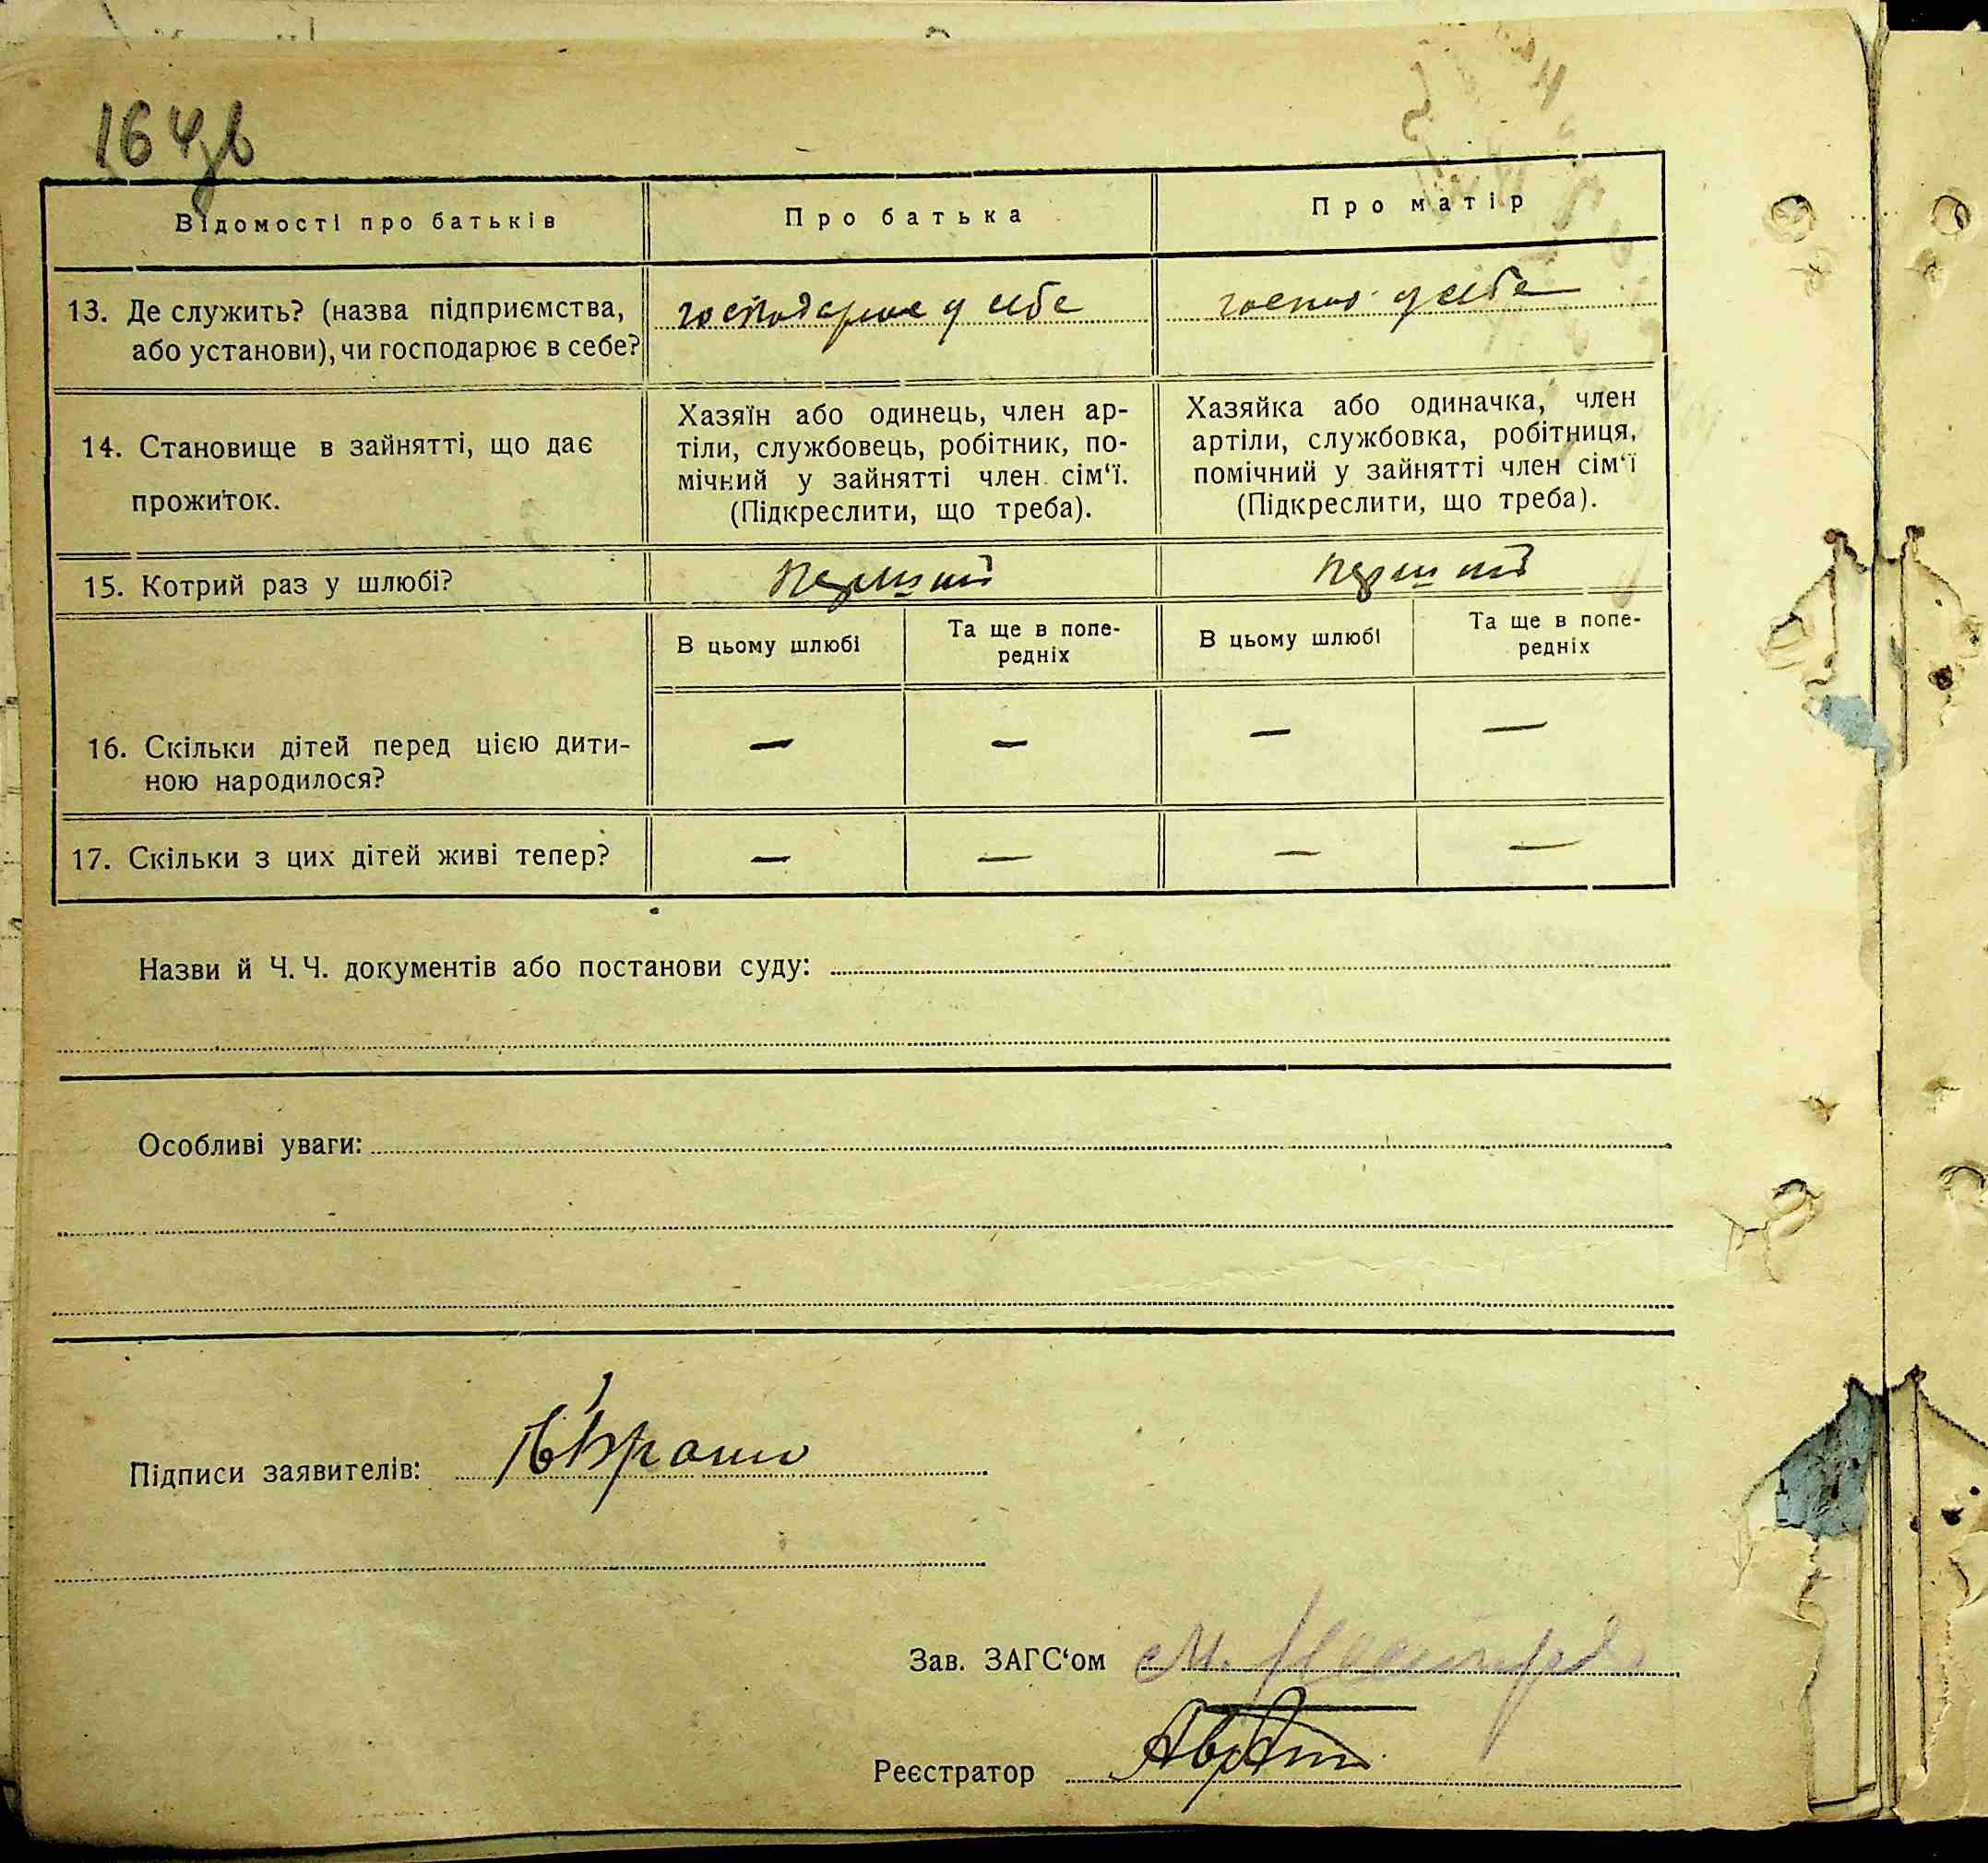 164зв
Відомості про батьків
Про батька
Про матір
13. Де служить? (назва підприємства,
або установи), чи господарює в себе?
господарює у себе
господ. у себе
14. Становище в зайнятті, що дає
прожиток.
Хазяїн або одинець, член ар-
тіли, службовець, робітник, по-
мічний у зайнятті член сім‘ї.
(Підкреслити, що треба).
Хазяйка або одиначка, член
артіли, службовка, робітниця,
помічний у зайнятті член сім‘ї
(Підкреслити, що треба).
15. Котрий раз у шлюбі?
перший
перший
В цьому шлюбі
Та ще в попе-
редніх
В цьому шлюбі
Та ще в попе-
редніх
16. Скільки дітей перед цією дити-
ною народилося?
— — — —
17. Скільки з цих дітей живі тепер?
— — — —
Назви й Ч. Ч. документів або постанови суду:
Особливі уваги:
Підписи заявителів:
Зав. ЗАГС‘ом
Реєстратор